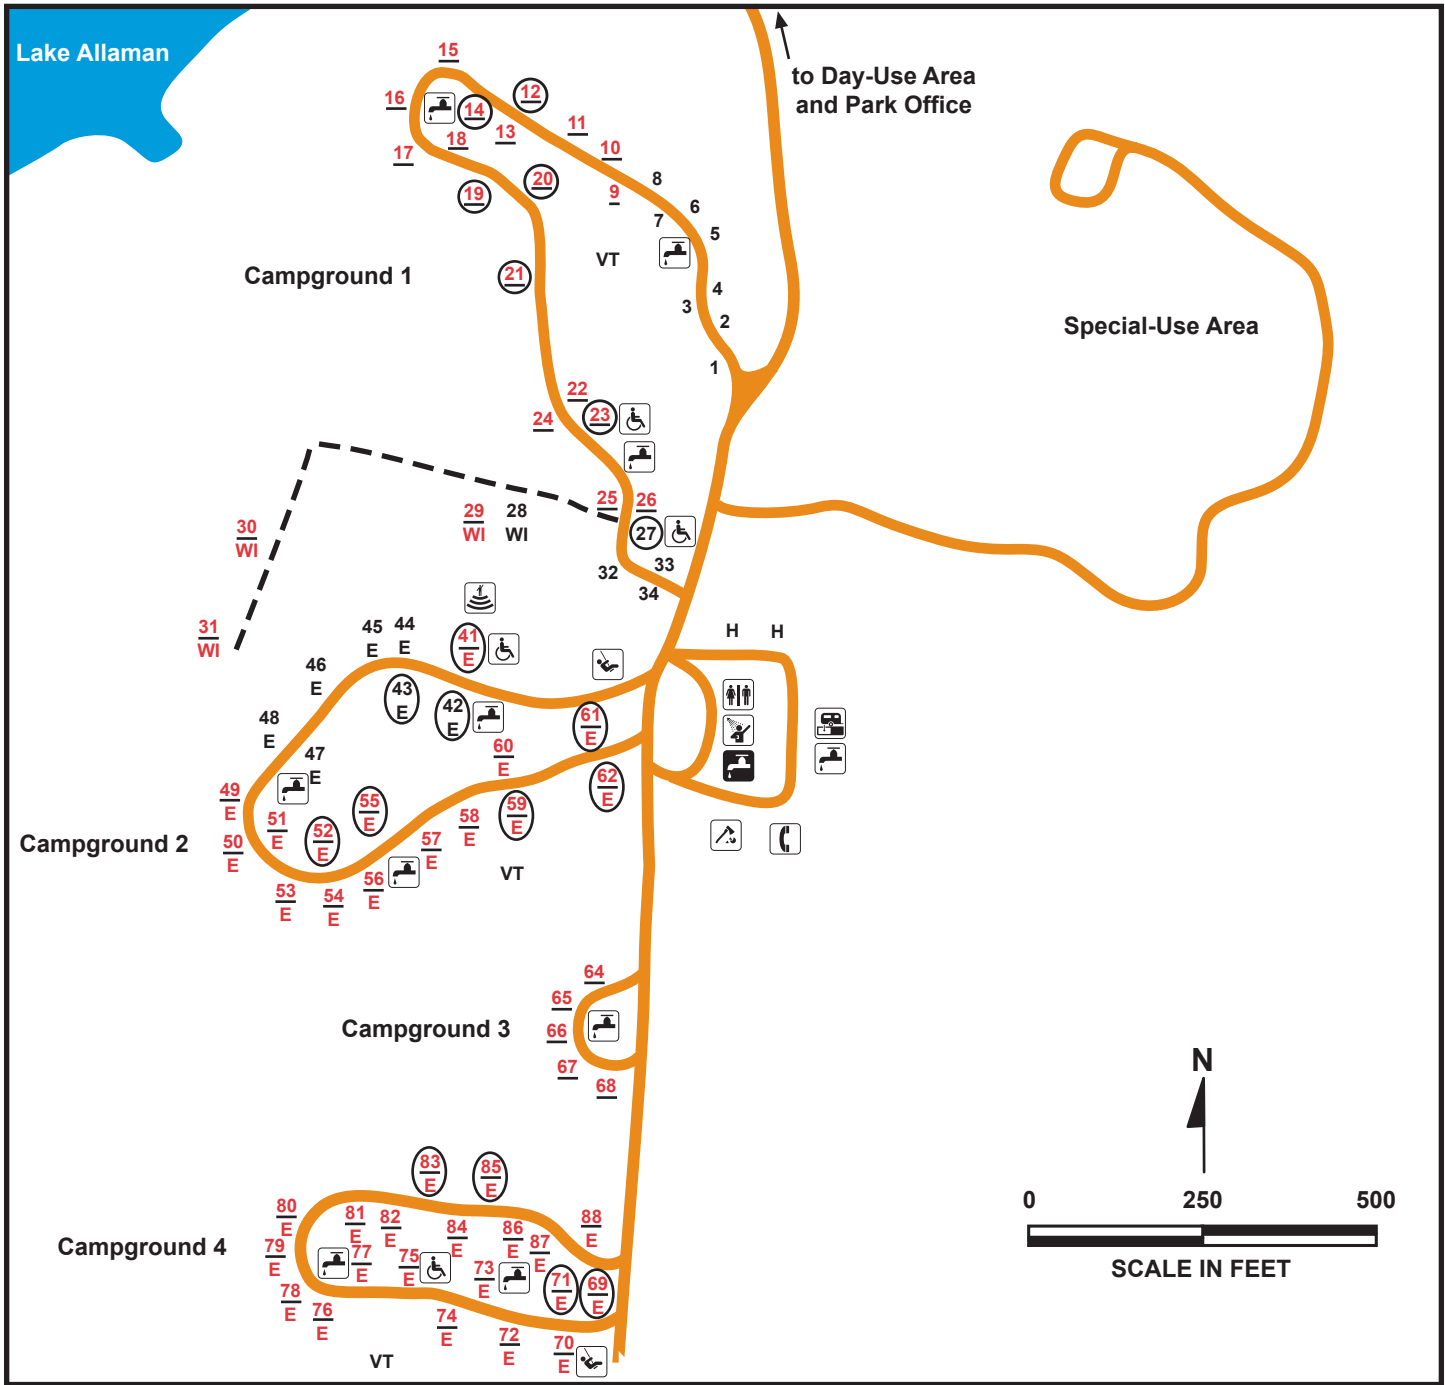 Lake Allaman
to Day-Use Area
and Park Office
15
16
14
12
13
11
18
17
10
20
19
9
8
7
6
5
VT
Campground 1
21
4
3
2
1
Special-Use Area
22
23
24
25
26
27
29
WI
28
WI
30
WI
31
WI
32
33
34
H
H
45
E
44
E
41
E
46
E
43
E
42
E
48
E
47
E
61
E
60
E
62
E
49
E
51
E
55
E
52
E
59
E
58
E
57
E
50
E
Campground 2
53
E
54
E
56
E
VT
64
65
66
67
68
Campground 3
N
0 250 500
SCALE IN FEET
83
E
85
E
80
E
81
E
82
E
84
E
86
E
87
E
88
E
Campground 4
79
E
77
E
75
E
73
E
71
E
69
E
78
E
76
E
74
E
72
E
70
E
VT